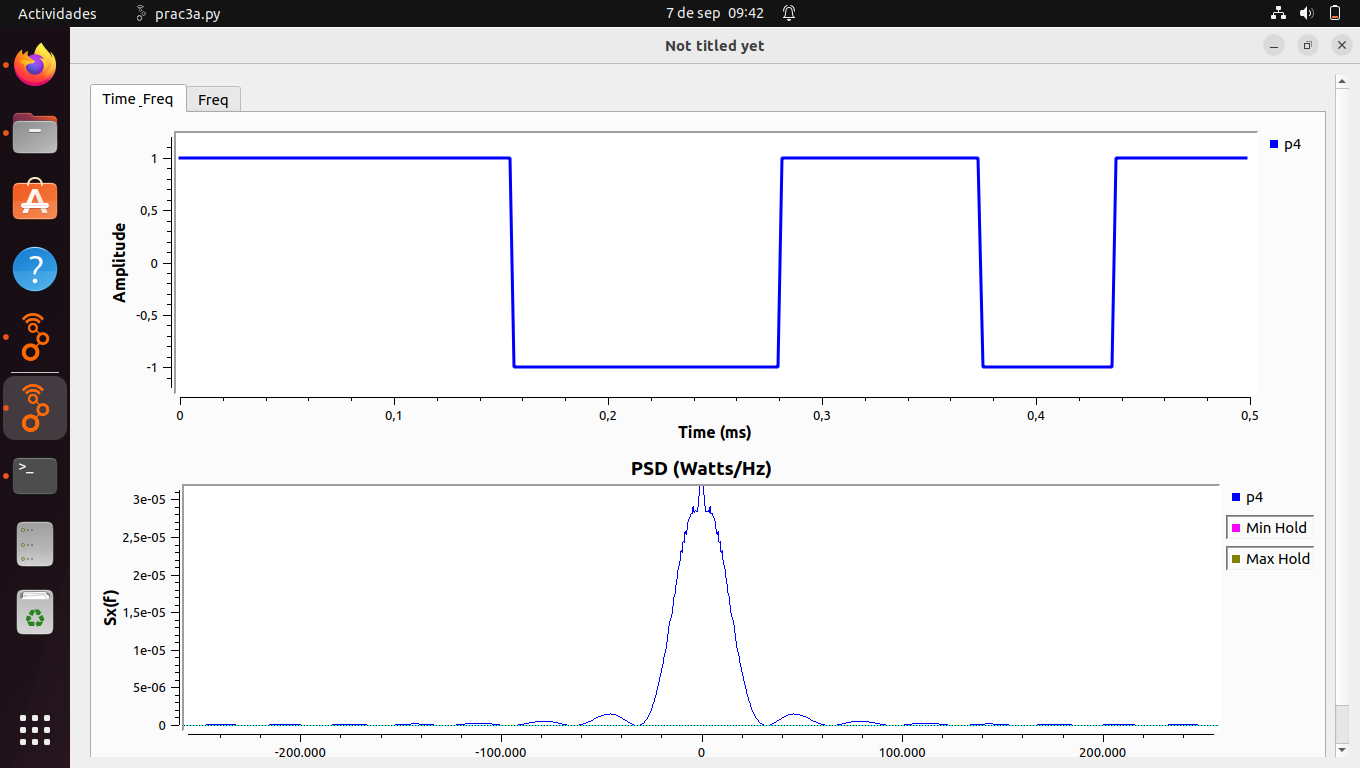 Actividades prac3a.py 7 de sep 09:42
Not titled yet
Time_Freq Freq
p4
1
0,5
0
-0,5
-1
Amplitude
0 0,1 0,2 0,3 0,4 0,5
Time (ms)
PSD (Watts/Hz)
p4
Min Hold
Max Hold
3e-05
2,5e-05
2e-05
1,5e-05
1e-05
5e-06
0
Sx(f)
-200.000 -100.000 0 100.000 200.000